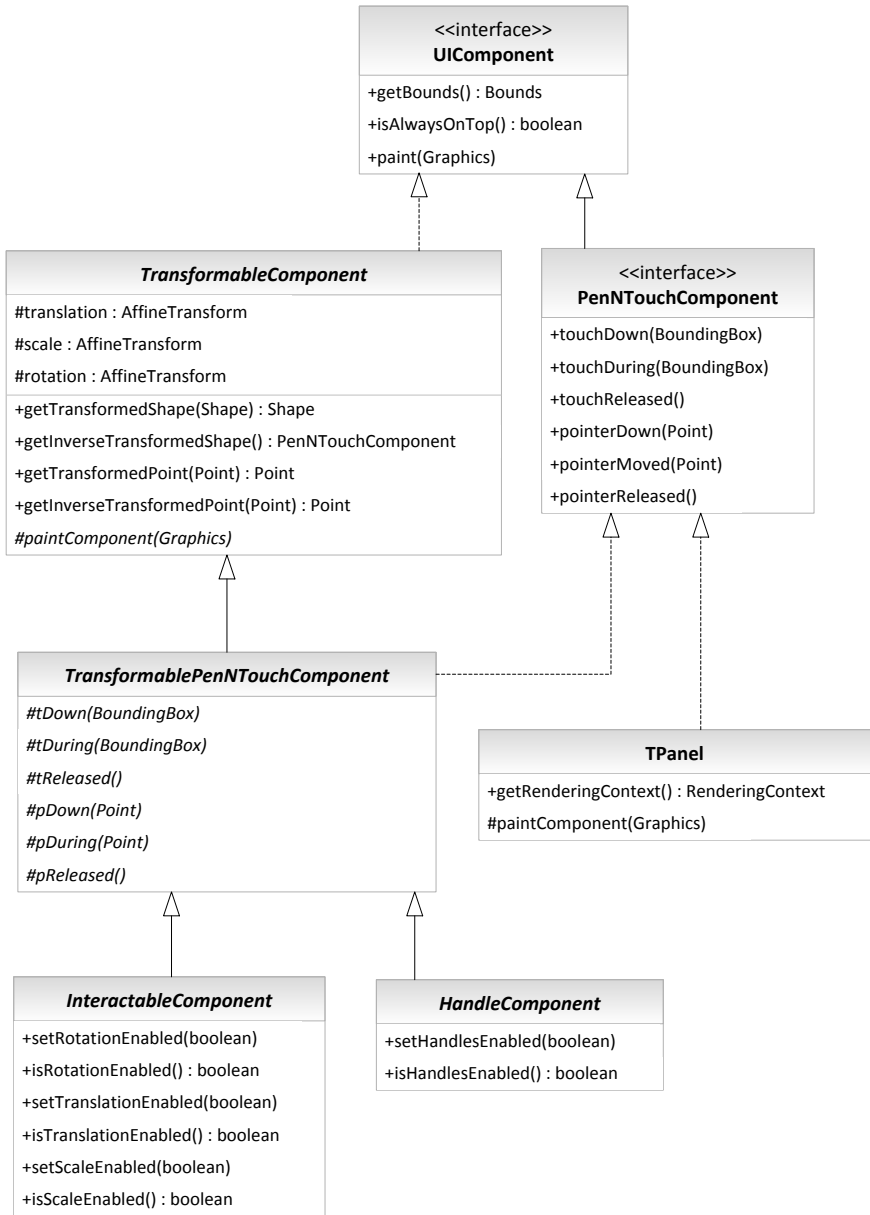 <<interface>>
UIComponent
+getBounds() : Bounds
+isAlwaysOnTop() : boolean
+paint(Graphics)
TransformableComponent
#translation : AffineTransform
#scale : AffineTransform
#rotation : AffineTransform
+getTransformedShape(Shape) : Shape
+getInverseTransformedShape() : PenNTouchComponent
+getTransformedPoint(Point) : Point
+getInverseTransformedPoint(Point) : Point
#paintComponent(Graphics)
<<interface>>
PenNTouchComponent
+touchDown(BoundingBox)
+touchDuring(BoundingBox)
+touchReleased()
+pointerDown(Point)
+pointerMoved(Point)
+pointerReleased()
TransformablePenNTouchComponent
#tDown(BoundingBox)
#tDuring(BoundingBox)
#tReleased()
#pDown(Point)
#pDuring(Point)
#pReleased()
TPanel
+getRenderingContext() : RenderingContext
#paintComponent(Graphics)
InteractableComponent
+setRotationEnabled(boolean)
+isRotationEnabled() : boolean
+setTranslationEnabled(boolean)
+isTranslationEnabled() : boolean
+setScaleEnabled(boolean)
+isScaleEnabled() : boolean
HandleComponent
+setHandlesEnabled(boolean)
+isHandlesEnabled() : boolean